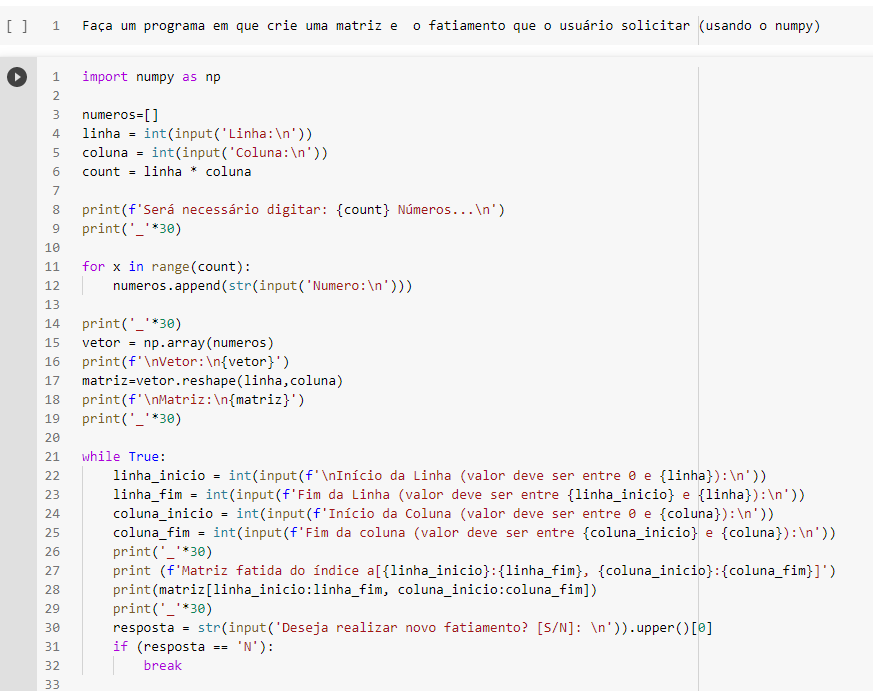 [ ] 1 Faça um programa em que crie uma matriz e  o fatiamento que o usuário solicitar (usando o numpy)
1 import numpy as np
2
3 numeros=[]
4 linha = int(input('Linha:\n'))
5 coluna = int(input('Coluna:\n'))
6 count = linha * coluna
7
8 print(f'Será necessário digitar: {count} Números...\n')
9 print('_'*30)
10
11 for x in range(count):
12     numeros.append(str(input('Numero:\n')))
13
14 print('_'*30)
15 vetor = np.array(numeros)
16 print(f'\nVetor:\n{vetor}')
17 matriz=vetor.reshape(linha,coluna)
18 print(f'\nMatriz:\n{matriz}')
19 print('_'*30)
20
21 while True:
22     linha_inicio = int(input(f'\nInício da Linha (valor deve ser entre 0 e {linha}):\n'))
23     linha_fim = int(input(f'Fim da Linha (valor deve ser entre {linha_inicio} e {linha}):\n'))
24     coluna_inicio = int(input(f'Início da Coluna (valor deve ser entre 0 e {coluna}):\n'))
25     coluna_fim = int(input(f'Fim da coluna (valor deve ser entre {coluna_inicio} e {coluna}):\n'))
26     print('_'*30)
27     print (f'Matriz fatida do índice a[{linha_inicio}:{linha_fim}, {coluna_inicio}:{coluna_fim}]')
28     print(matriz[linha_inicio:linha_fim, coluna_inicio:coluna_fim])
29     print('_'*30)
30     resposta = str(input('Deseja realizar novo fatiamento? [S/N]: \n')).upper()[0]
31     if (resposta == 'N'):
32         break
33